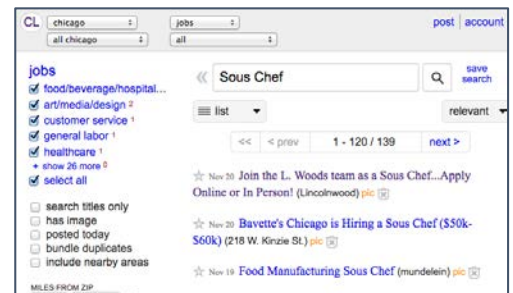 CL chicago jobs post account
all chicago all
jobs
food/beverage/hospital...
art/media/design 2
customer service 1
general labor 1
healthcare 1
+ show 26 more 0
select all
search titles only
has image
posted today
bundle duplicates
include nearby areas
MILES FROM ZIP
« Sous Chef save search
list relevant
<< < prev 1 - 120 / 139 next >
Nov 20 Join the L. Woods team as a Sous Chef...Apply
Online or In Person! (Lincolnwood) pic
Nov 20 Bavette's Chicago is Hiring a Sous Chef ($50k-
$60k) (218 W. Kinzie St.) pic
Nov 19 Food Manufacturing Sous Chef (mundelein) pic